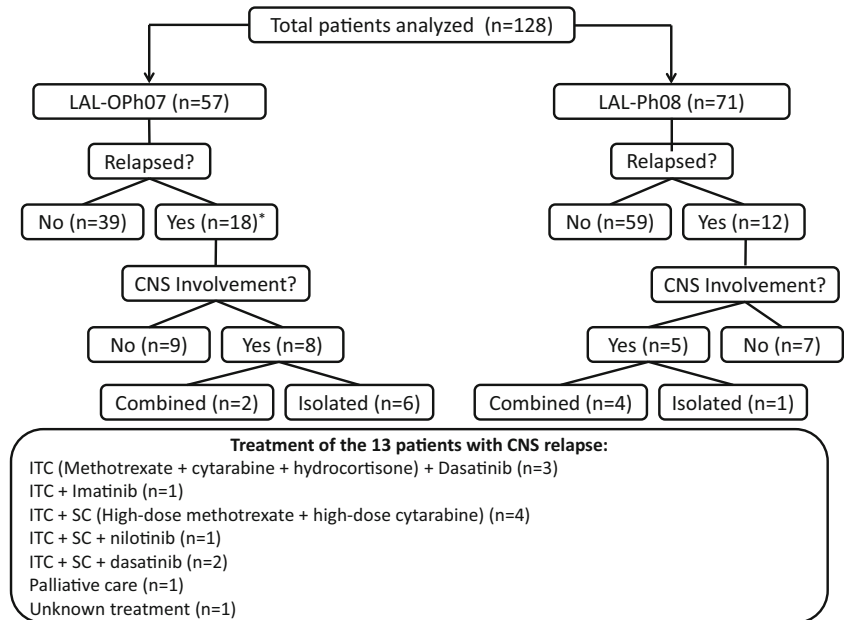 Total patients analyzed (n=128)
LAL-OPh07 (n=57)
LAL-Ph08 (n=71)
Relapsed?
Relapsed?
No (n=39)
Yes (n=18)*
No (n=59)
Yes (n=12)
CNS Involvement?
CNS Involvement?
No (n=9)
Yes (n=8)
Yes (n=5)
No (n=7)
Combined (n=2)
Isolated (n=6)
Combined (n=4)
Isolated (n=1)
Treatment of the 13 patients with CNS relapse:
ITC (Methotrexate + cytarabine + hydrocortisone) + Dasatinib (n=3)
ITC + Imatinib (n=1)
ITC + SC (High-dose methotrexate + high-dose cytarabine) (n=4)
ITC + SC + nilotinib (n=1)
ITC + SC + dasatinib (n=2)
Palliative care (n=1)
Unknown treatment (n=1)